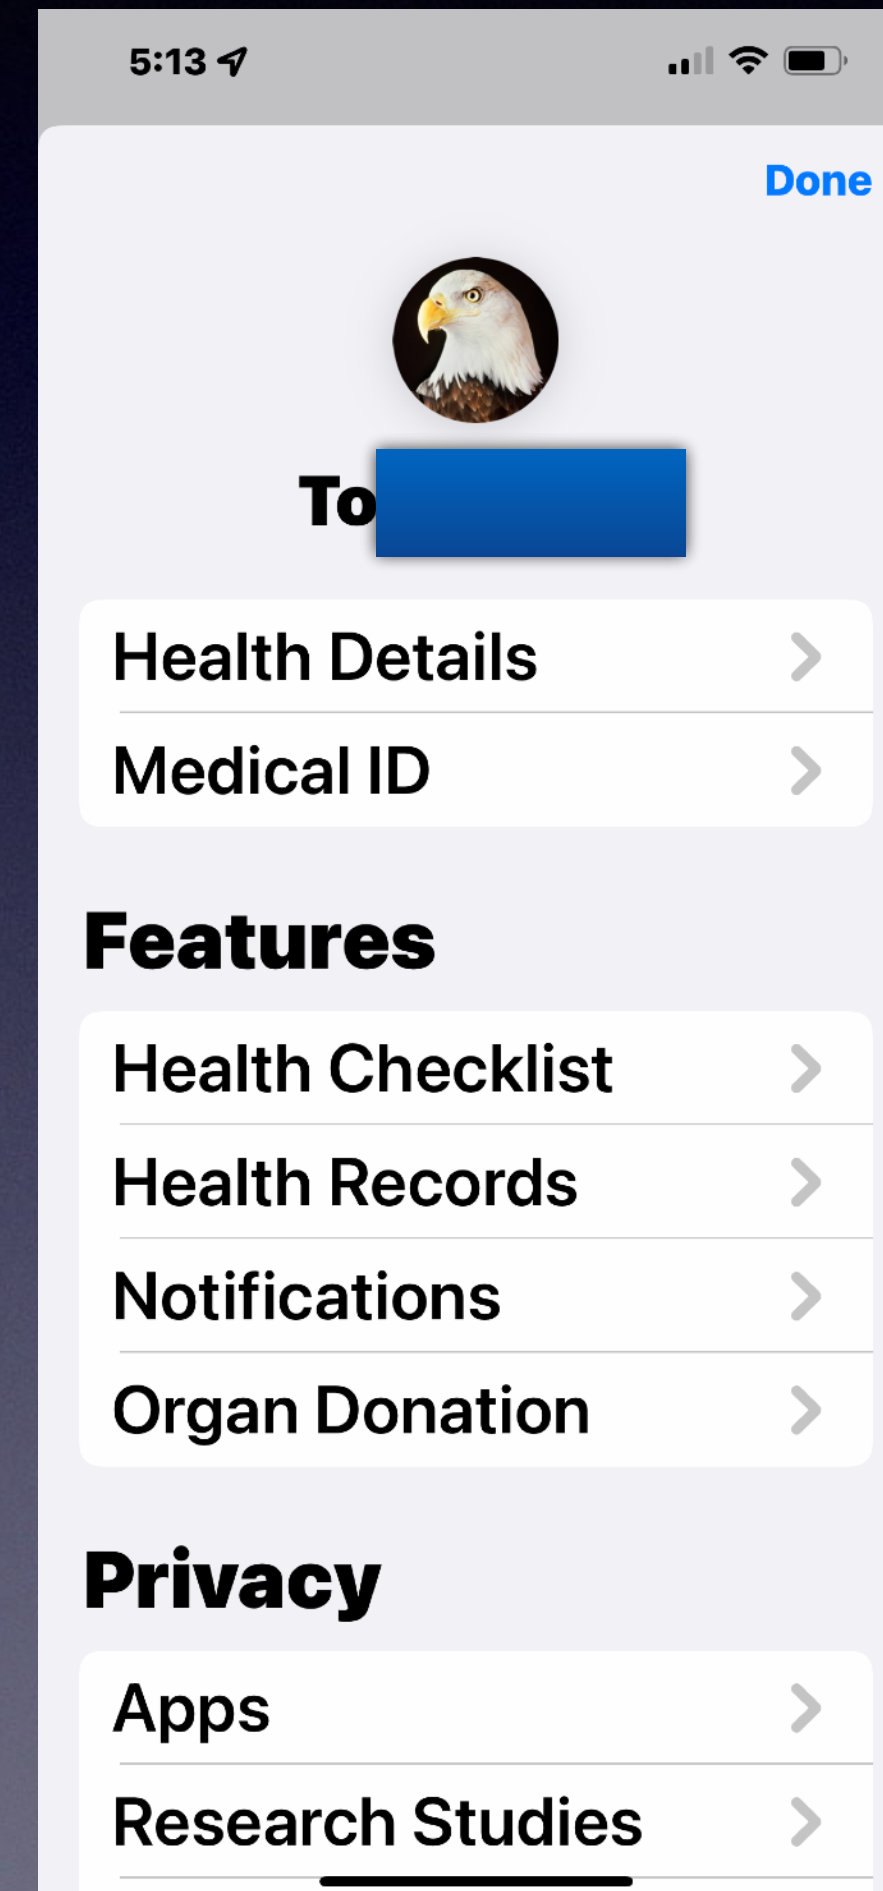 5:13
Done
To
Health Details
Medical ID
Features
Health Checklist
Health Records
Notifications
Organ Donation
Privacy
Apps
Research Studies